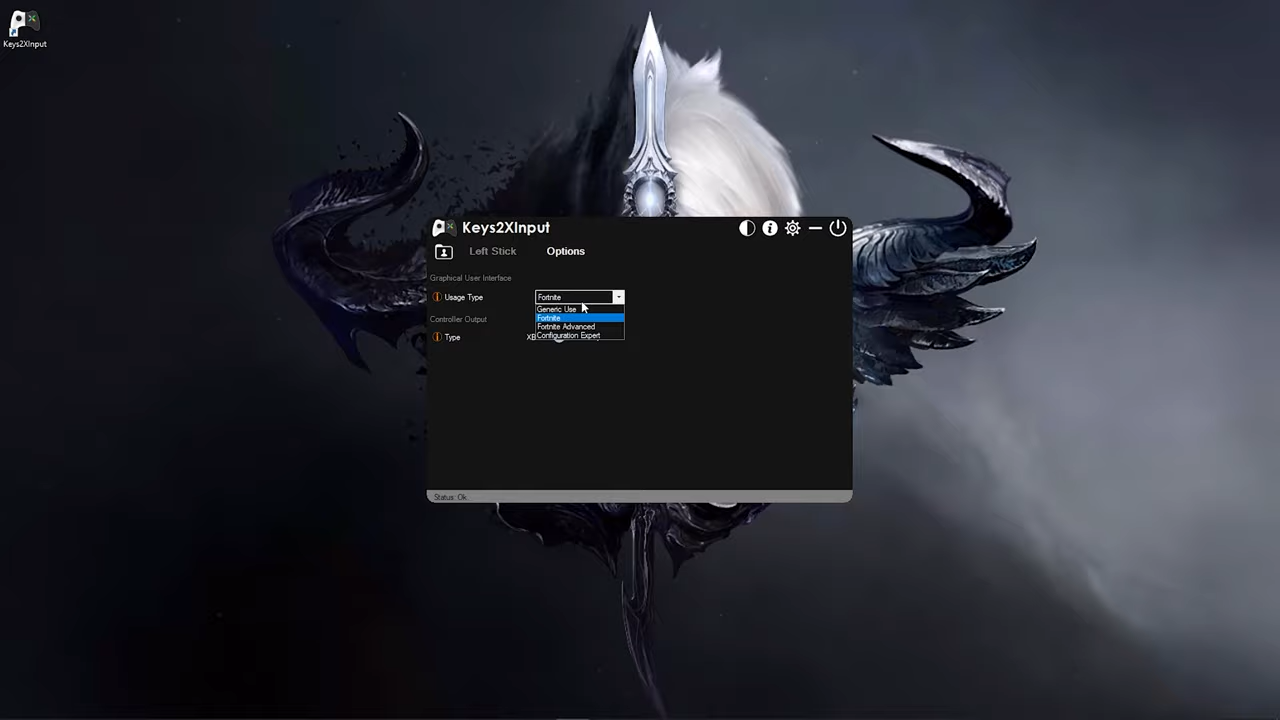 Keys2XInput
Keys2XInput
Left Stick Options
Graphical User Interface
Usage Type Fortnite
Generic Use
Fortnite
Controller Output
Fortnite Advanced
Type XB Configuration Expert
Status: Ok.